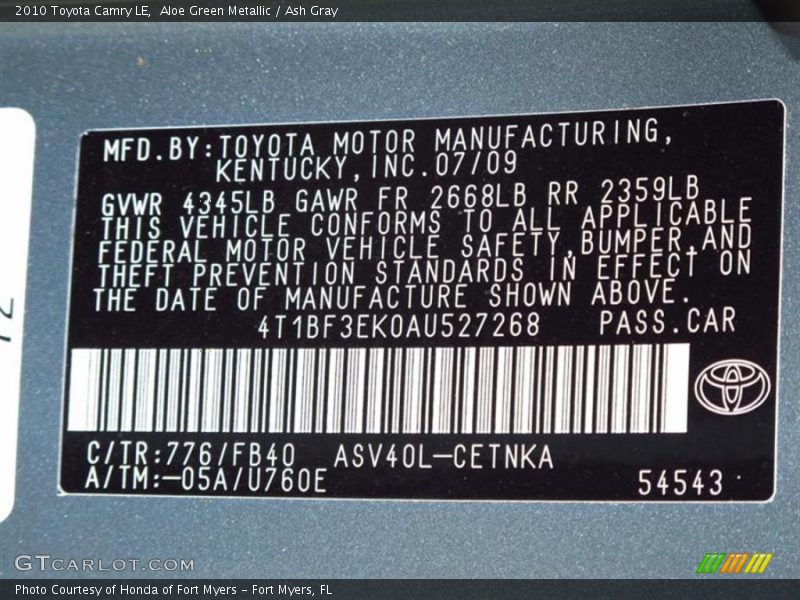 2010 Toyota Camry LE, Aloe Green Metallic / Ash Gray
MFD.BY:TOYOTA MOTOR MANUFACTURING,
KENTUCKY,INC.07/09
GVWR 4345LB GAWR FR 2668LB RR 2359LB
THIS VEHICLE CONFORMS TO ALL APPLICABLE
FEDERAL MOTOR VEHICLE SAFETY,BUMPER,AND
THEFT PREVENTION STANDARDS IN EFFECT ON
THE DATE OF MANUFACTURE SHOWN ABOVE.
4T1BF3EK0AU527268 PASS.CAR
C/TR:776/FB40 ASV40L-CETNKA
A/TM:-05A/U760E
54543
GTCARLOT.COM
Photo Courtesy of Honda of Fort Myers - Fort Myers, FL